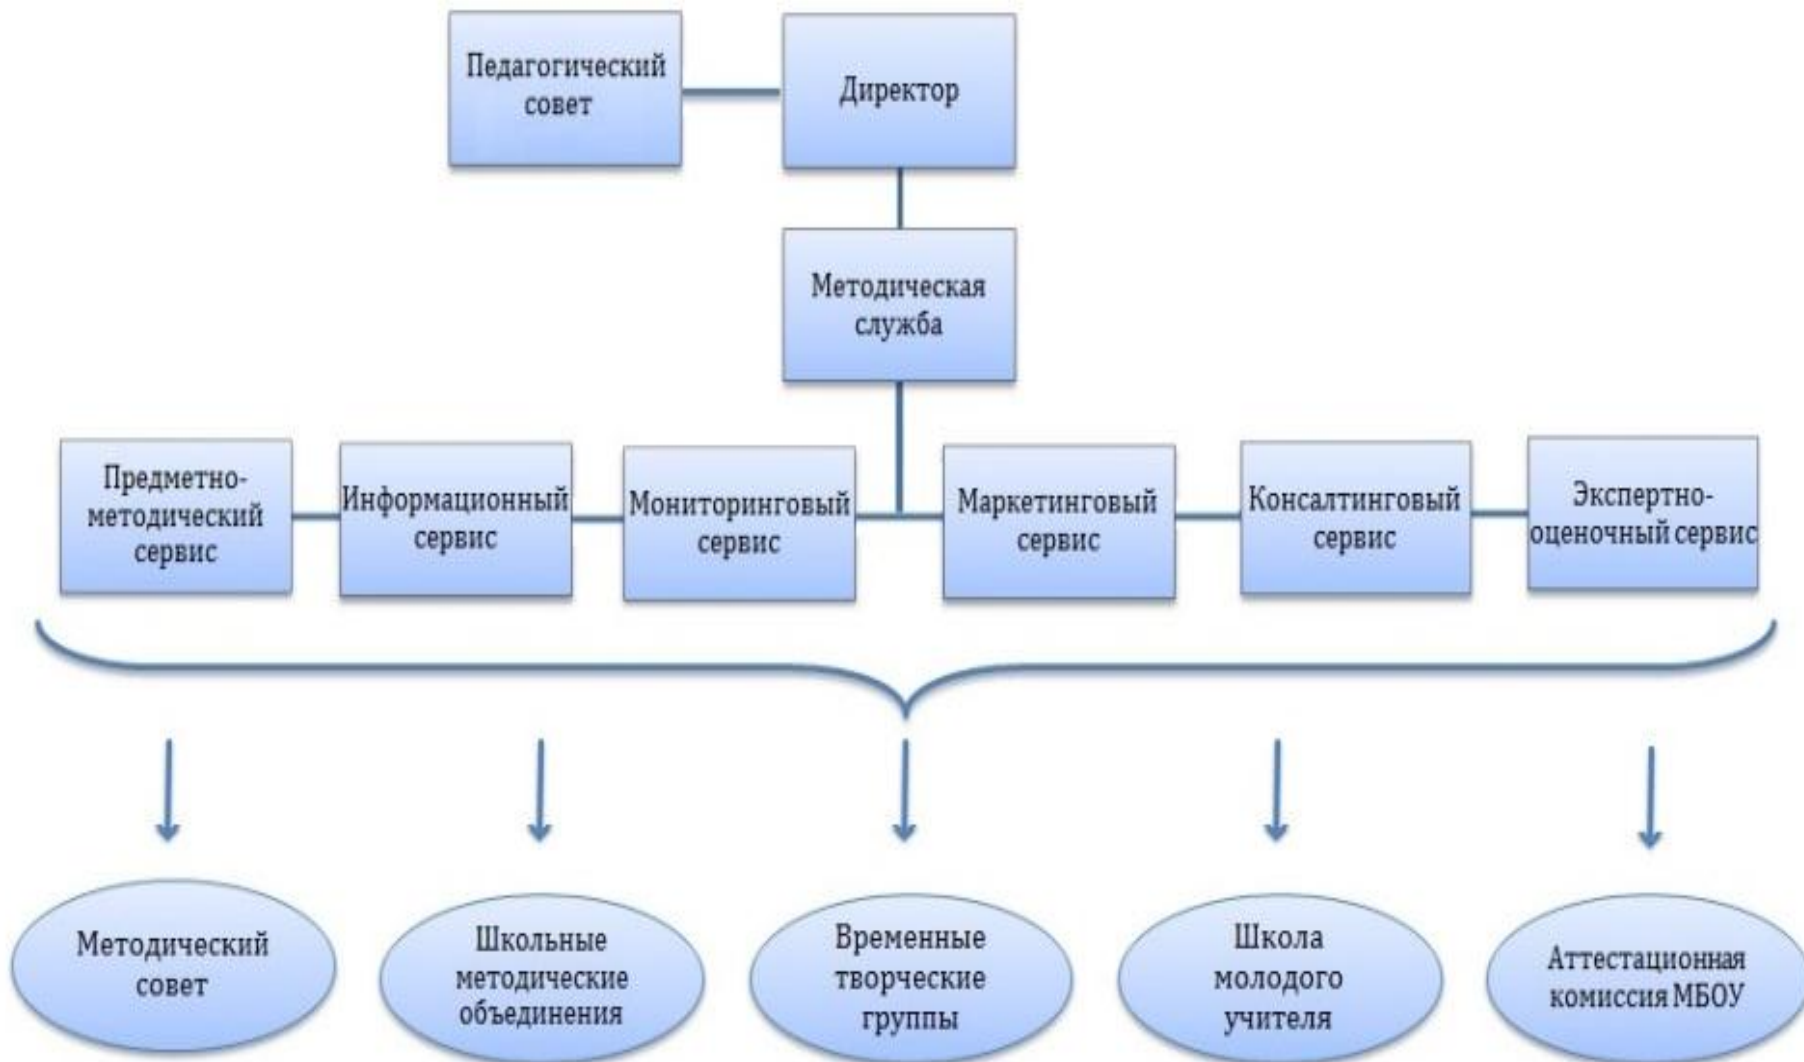 Педагогический
совет
Директор
Методическая
служба
Предметно-
методический
сервис
Информационный
сервис
Мониторинговый
сервис
Маркетинговый
сервис
Консалтинговый
сервис
Экспертно-
оценочный сервис
Методический
совет
Школьные
методические
объединения
Временные
творческие
группы
Школа
молодого
учителя
Аттестационная
комиссия МБОУ